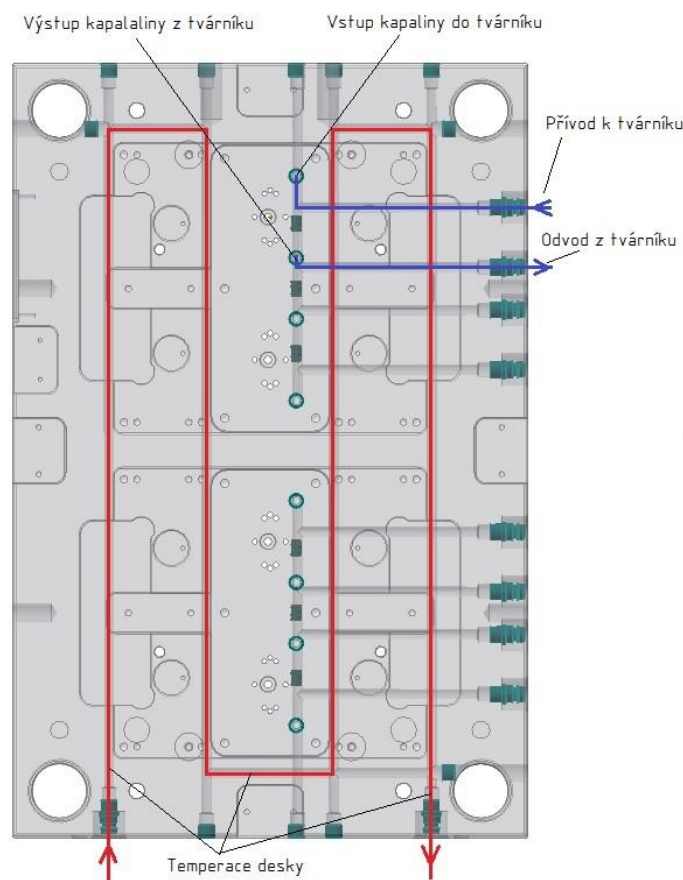 Výstup kapalaliny z tvárníku
Vstup kapaliny do tvárníku
Přívod k tvárníku
Odvod z tvárníku
Temperace desky